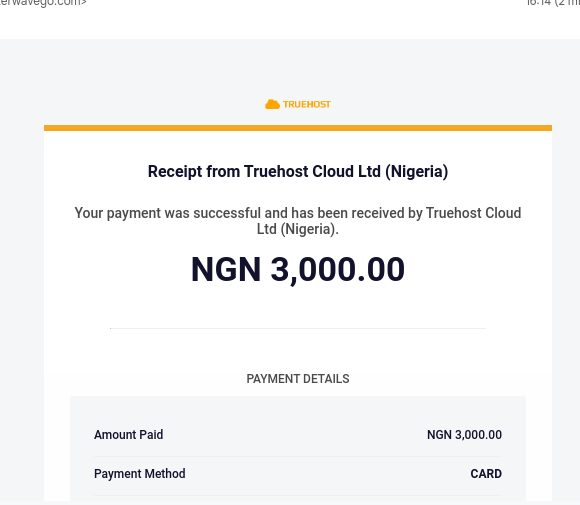 erwavego.com>
16:14 (2 mi
TRUEHOST
Receipt from Truehost Cloud Ltd (Nigeria)
Your payment was successful and has been received by Truehost Cloud
Ltd (Nigeria).
NGN 3,000.00
PAYMENT DETAILS
Amount Paid NGN 3,000.00
Payment Method CARD